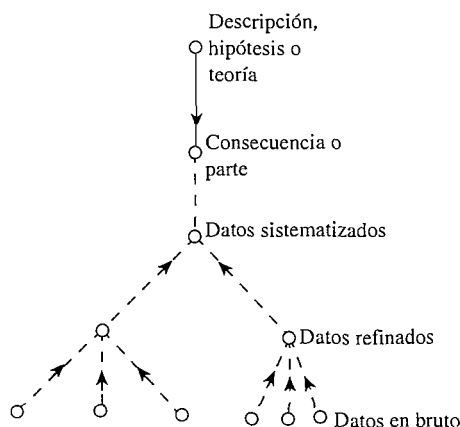 Descripción,
hipótesis o
teoría
Consecuencia o
parte
Datos sistematizados
Datos refinados
Datos en bruto